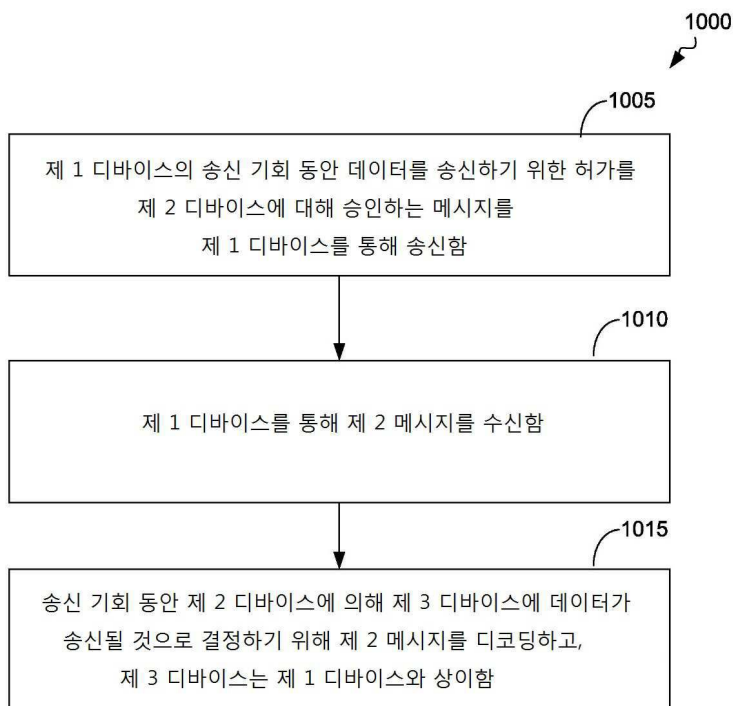 1000
1005
제 1 디바이스의 송신 기회 동안 데이터를 송신하기 위한 허가를
제 2 디바이스에 대해 승인하는 메시지를
제 1 디바이스를 통해 송신함
1010
제 1 디바이스를 통해 제 2 메시지를 수신함
1015
송신 기회 동안 제 2 디바이스에 의해 제 3 디바이스에 데이터가
송신될 것으로 결정하기 위해 제 2 메시지를 디코딩하고,
제 3 디바이스는 제 1 디바이스와 상이함